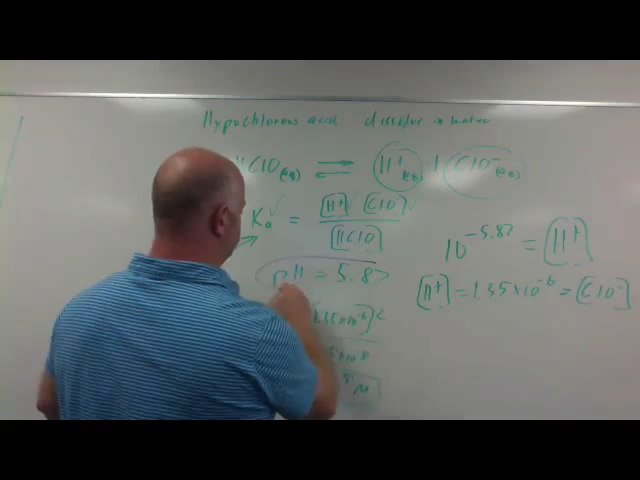 Hypochlorous acid dissolve in water
HClO(aq) ⇌ H+(aq) + ClO-(aq)
Ka = [H+] [ClO-] / [HClO]
10^-5.87 = [H+]
pH = 5.87
[H+] = 1.35 x 10^-6 = [ClO-]